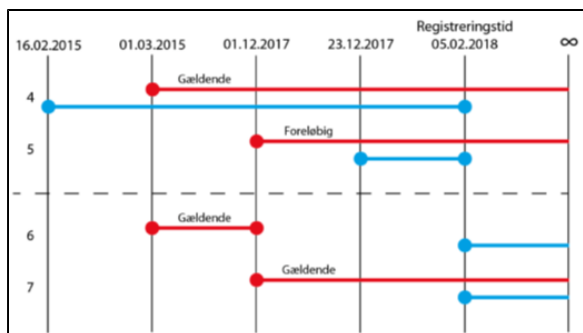 Registreringstid
16.02.2015 01.03.2015 01.12.2017 23.12.2017 05.02.2018 ∞
Gældende
4
Foreløbig
5
Gældende
6
Gældende
7